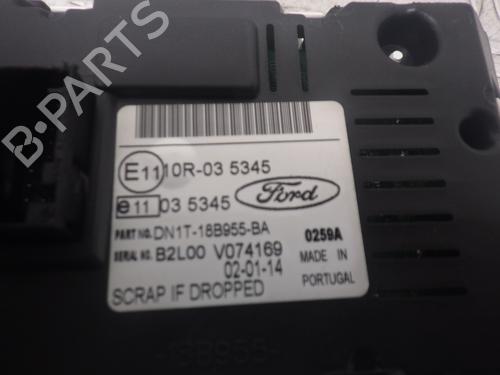 B-PARTS
E11 10R-03 5345
e11 03 5345
Ford
PART NO. DN1T-18B955-BA
0259A
SERIAL NO. B2L00 V074169
MADE IN
02-01-14
PORTUGAL
SCRAP IF DROPPED
-18B955-